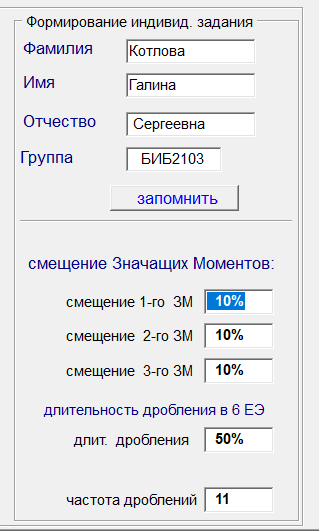 Формирование индивид. задания
Фамилия Котлова
Имя Галина
Отчество Сергеевна
Группа БИБ2103
запомнить
смещение Значащих Моментов:
смещение 1-го ЗМ 10%
смещение 2-го ЗМ 10%
смещение 3-го ЗМ 10%
длительность дробления в 6 ЕЭ
длит. дробления 50%
частота дроблений 11